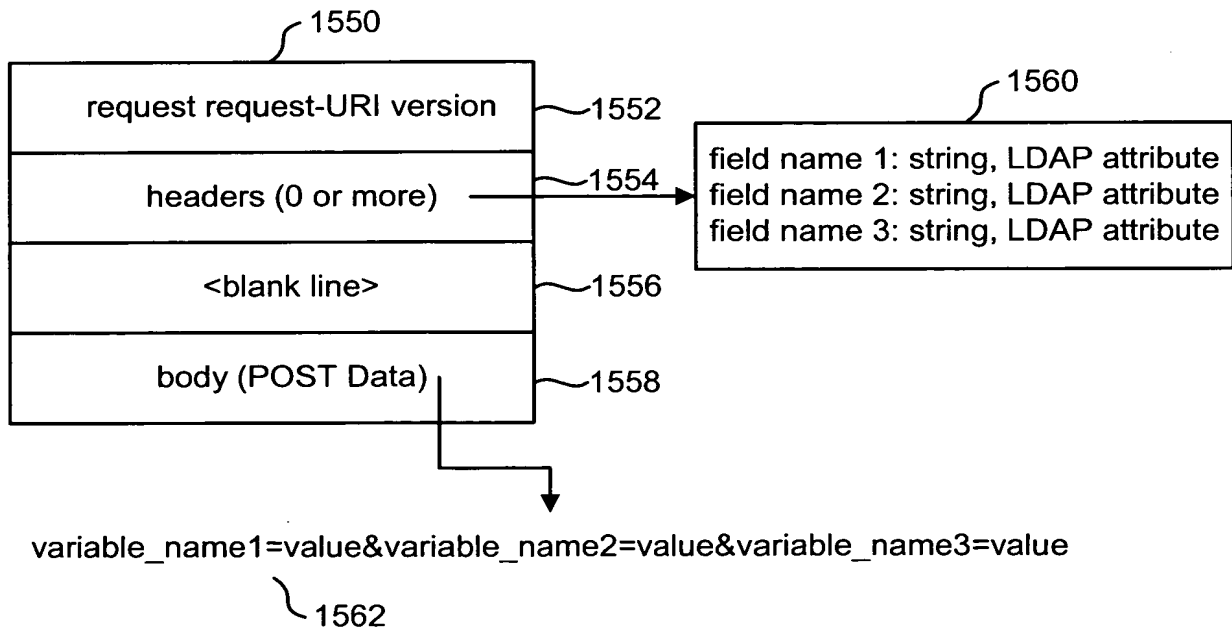 1550
request request-URI version
1552
1560
headers (0 or more)
1554
field name 1: string, LDAP attribute
field name 2: string, LDAP attribute
field name 3: string, LDAP attribute
<blank line>
1556
body (POST Data)
1558
variable_name1=value&variable_name2=value&variable_name3=value
1562